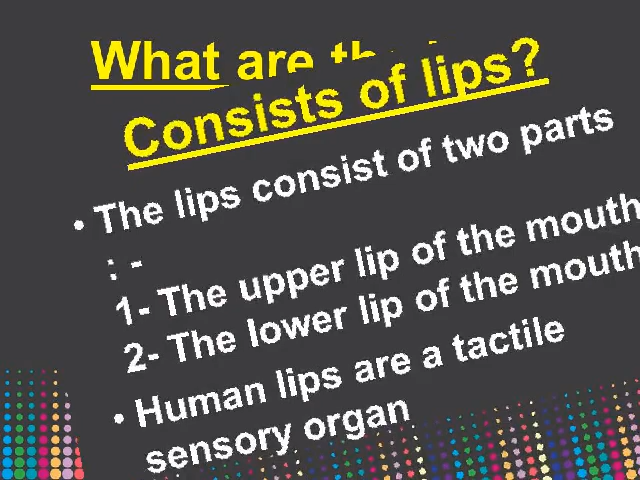 What are
Consists of lips?
• The lips consist of two parts
: -
1- The upper lip of the mouth
2- The lower lip of the mouth
• Human lips are a tactile
sensory organ